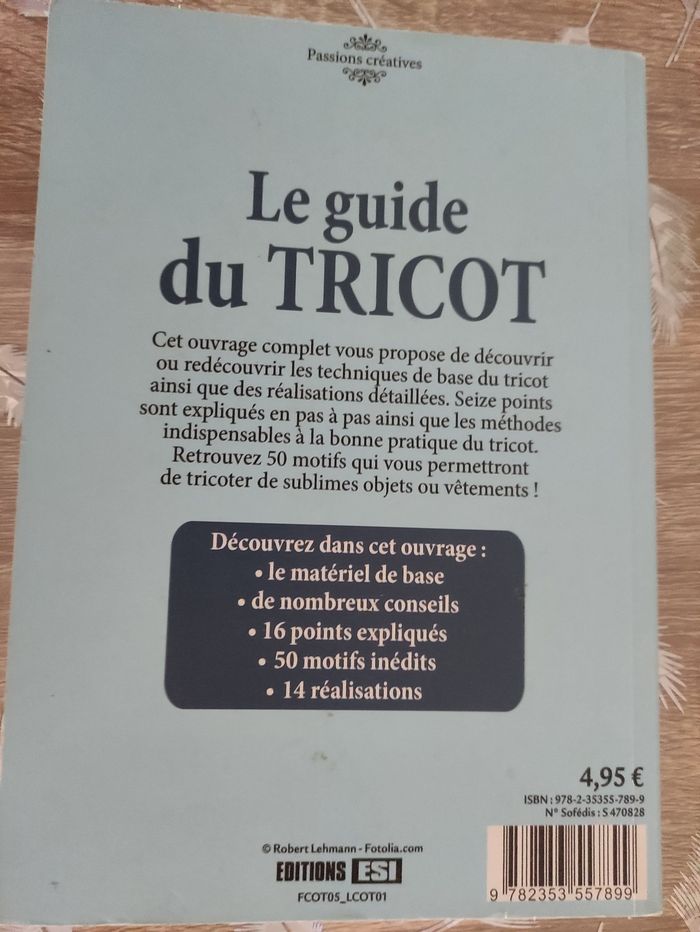 Passions créatives
Le guide
du TRICOT
Cet ouvrage complet vous propose de découvrir
ou redécouvrir les techniques de base du tricot
ainsi que des réalisations détaillées. Seize points
sont expliqués en pas à pas ainsi que les méthodes
indispensables à la bonne pratique du tricot.
Retrouvez 50 motifs qui vous permettront
de tricoter de sublimes objets ou vêtements !
Découvrez dans cet ouvrage :
• le matériel de base
• de nombreux conseils
• 16 points expliqués
• 50 motifs inédits
• 14 réalisations
4,95 €
ISBN : 978-2-35355-789-9
N° Sofédis : S 470828
© Robert Lehmann - Fotolia.com
EDITIONS ESI
FCOT05_LCOT01
9 782353 557899